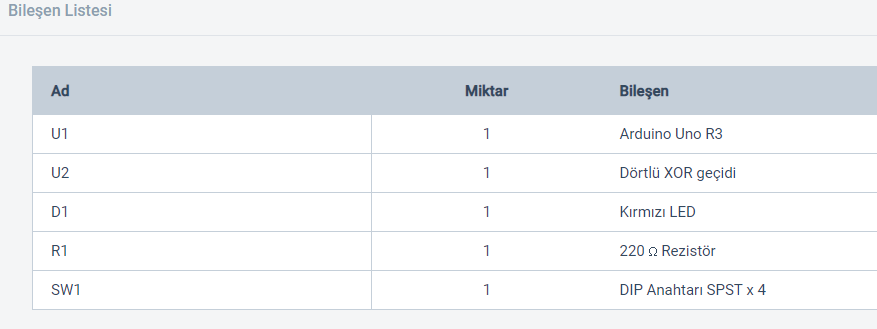 Bileşen Listesi
Ad Miktar Bileşen
U1 1 Arduino Uno R3
U2 1 Dörtlü XOR geçidi
D1 1 Kırmızı LED
R1 1 220 Ω Rezistör
SW1 1 DIP Anahtarı SPST x 4